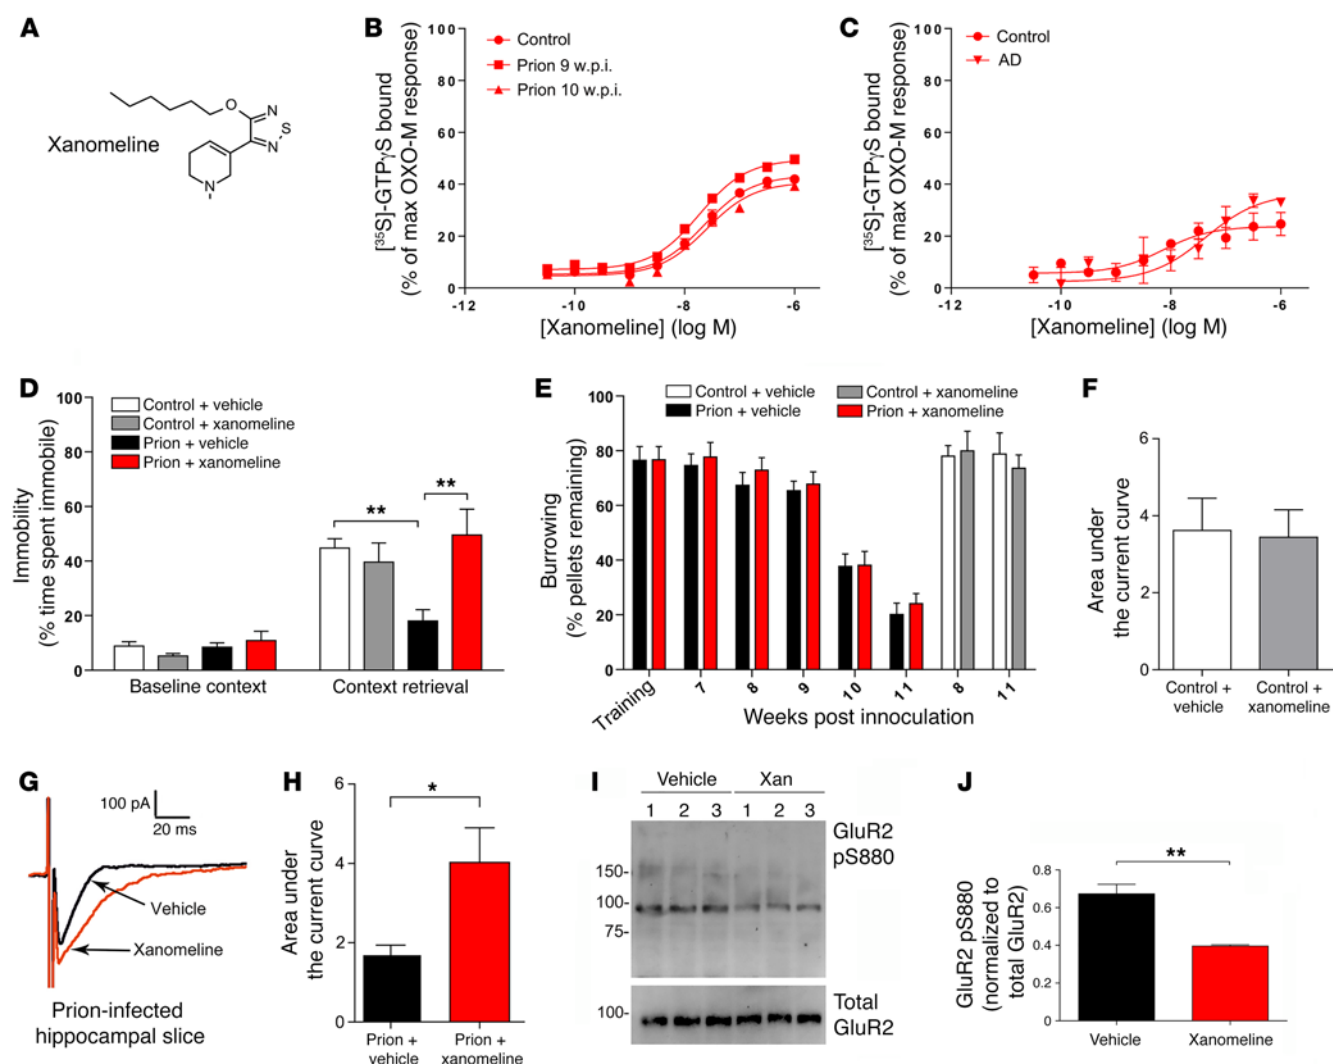 A
Xanomeline
O
N
S
N
N
B
[³⁵S]-GTPγS bound
(% of max OXO-M response)
100
80
60
40
20
0
Control
Prion 9 w.p.i.
Prion 10 w.p.i.
-12
-10
-8
-6
[Xanomeline] (log M)
C
[³⁵S]-GTPγS bound
(% of max OXO-M response)
100
80
60
40
20
0
Control
AD
-12
-10
-8
-6
[Xanomeline] (log M)
D
Immobility
(% time spent immobile)
100
80
60
40
20
0
Control + vehicle
Control + xanomeline
Prion + vehicle
Prion + xanomeline
**
**
Baseline context
Context retrieval
E
Burrowing
(% pellets remaining)
100
80
60
40
20
0
Control + vehicle
Prion + vehicle
Control + xanomeline
Prion + xanomeline
Training
7
8
9
10
11
8
11
Weeks post innoculation
F
Area under
the current curve
6
4
2
0
Control +
vehicle
Control +
xanomeline
G
100 pA
20 ms
Vehicle
Xanomeline
Prion-infected
hippocampal slice
H
Area under
the current curve
6
4
2
0
*
Prion +
vehicle
Prion +
xanomeline
I
Vehicle
Xan
1 2 3 1 2 3
GluR2
pS880
150-
100-
75-
100-
Total
GluR2
J
GluR2 pS880
(normalized to
total GluR2)
0.8
0.6
0.4
0.2
0
**
Vehicle
Xanomeline